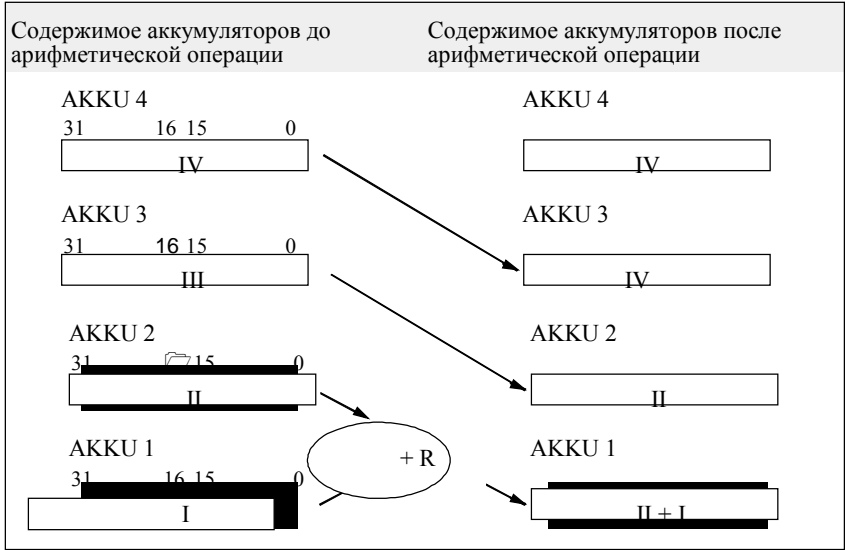 Содержимое аккумуляторов до
арифметической операции
Содержимое аккумуляторов после
арифметической операции
AKKU 4
31 16 15 0
IV
AKKU 4
IV
AKKU 3
31 16 15 0
III
AKKU 3
IV
AKKU 2
31 15 0
II
AKKU 2
II
AKKU 1
31 16 15 0
I
+ R
AKKU 1
II + I